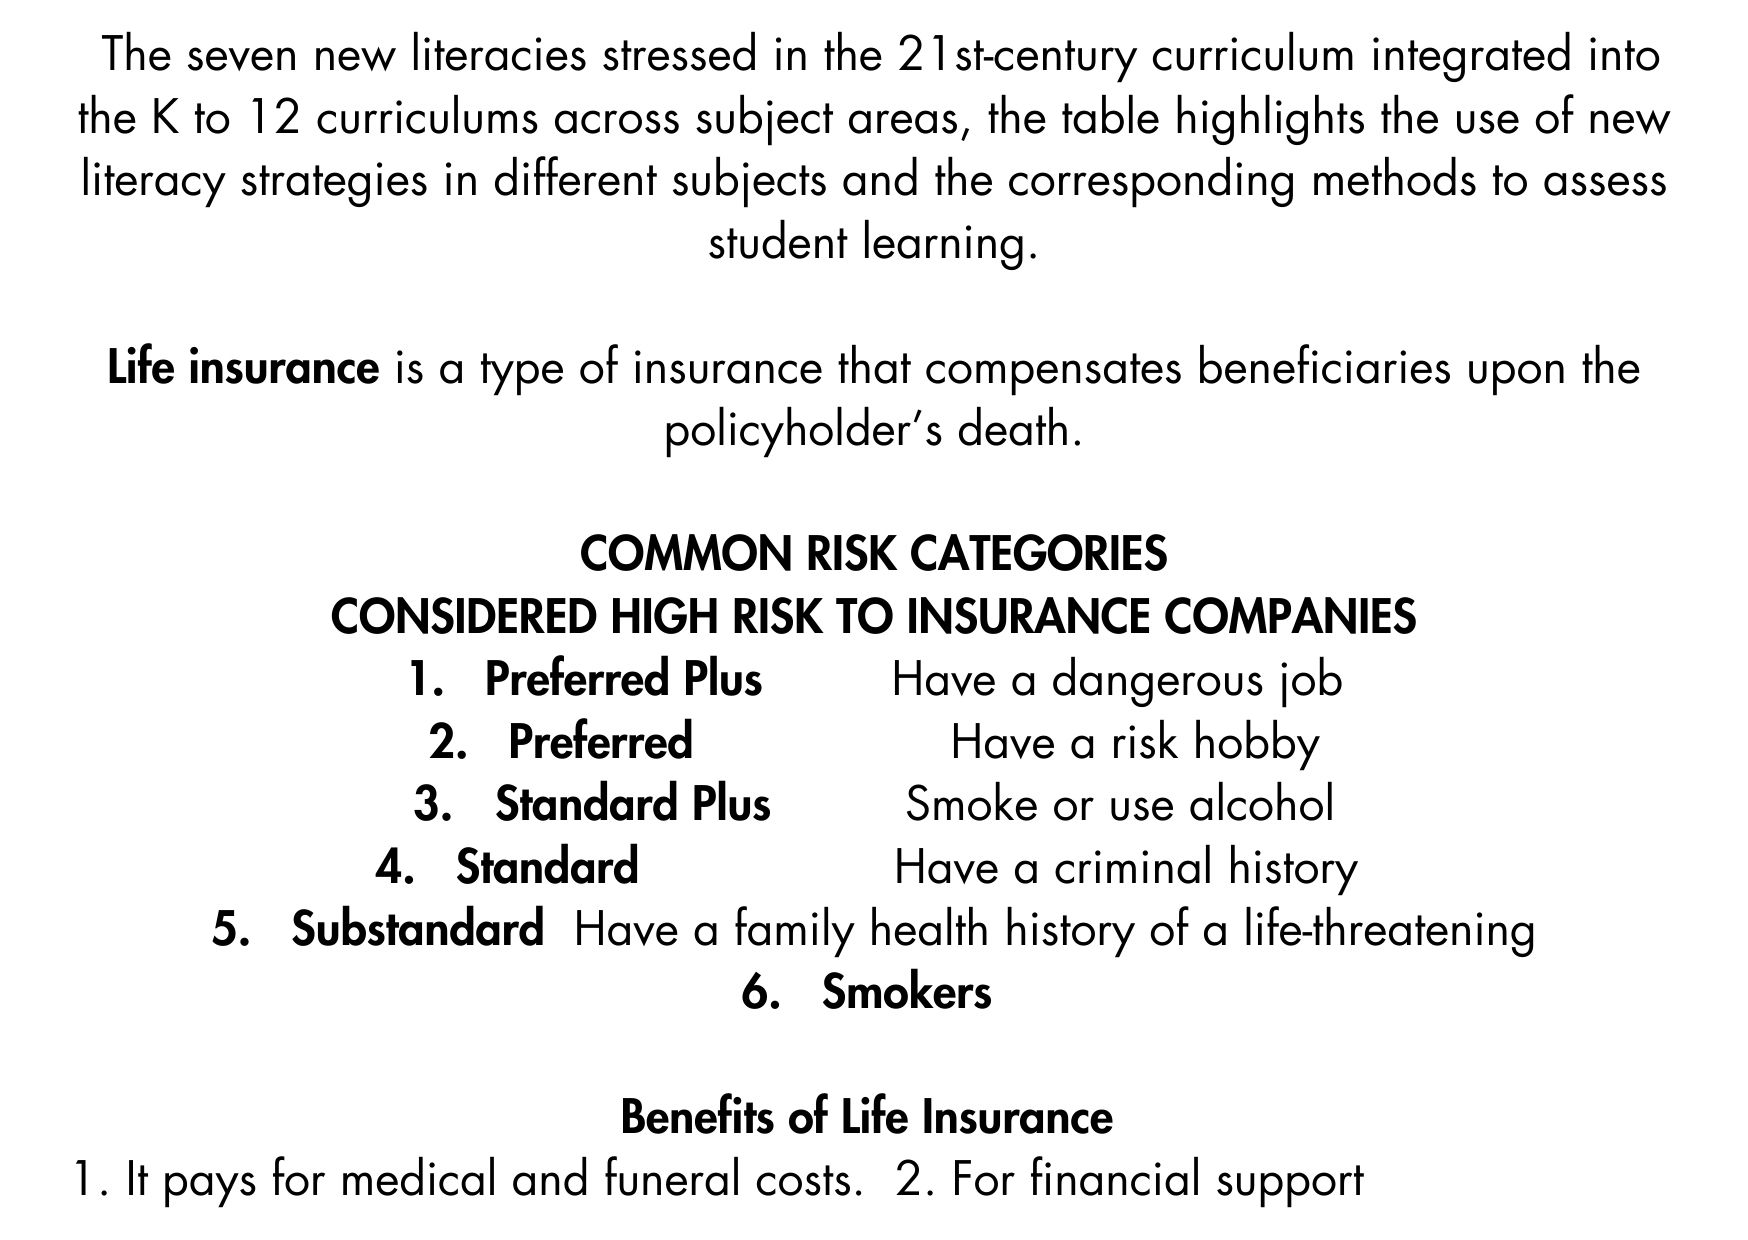 The seven new literacies stressed in the 21st-century curriculum integrated into
the K to 12 curriculums across subject areas, the table highlights the use of new
literacy strategies in different subjects and the corresponding methods to assess
student learning.
Life insurance is a type of insurance that compensates beneficiaries upon the
policyholder’s death.
COMMON RISK CATEGORIES
CONSIDERED HIGH RISK TO INSURANCE COMPANIES
1. Preferred Plus Have a dangerous job
2. Preferred Have a risk hobby
3. Standard Plus Smoke or use alcohol
4. Standard Have a criminal history
5. Substandard Have a family health history of a life-threatening
6. Smokers
Benefits of Life Insurance
1. It pays for medical and funeral costs. 2. For financial support